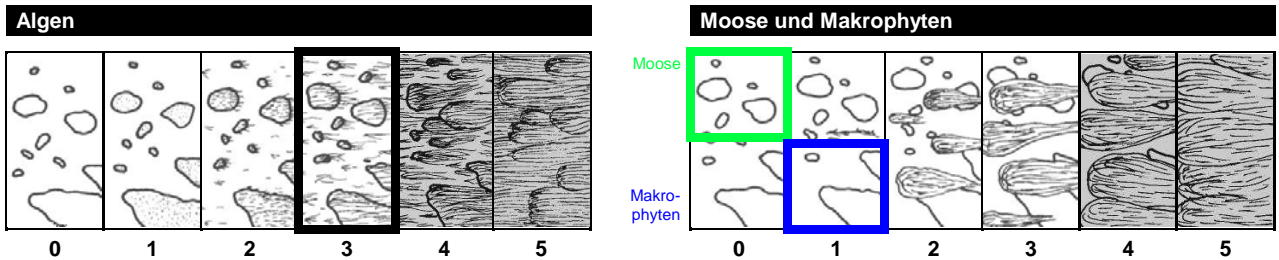 Algen
0 1 2 3 4 5
Moose und Makrophyten
Moose
Makro-
phyten
0 1 2 3 4 5